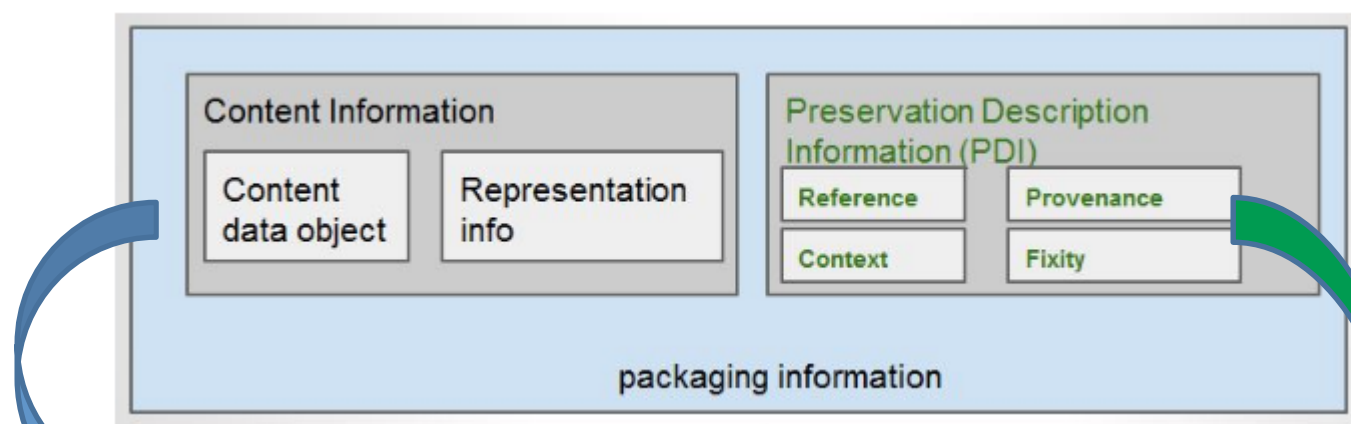 Content Information
Content
data object
Representation
info
Preservation Description
Information (PDI)
Reference
Provenance
Context
Fixity
packaging information